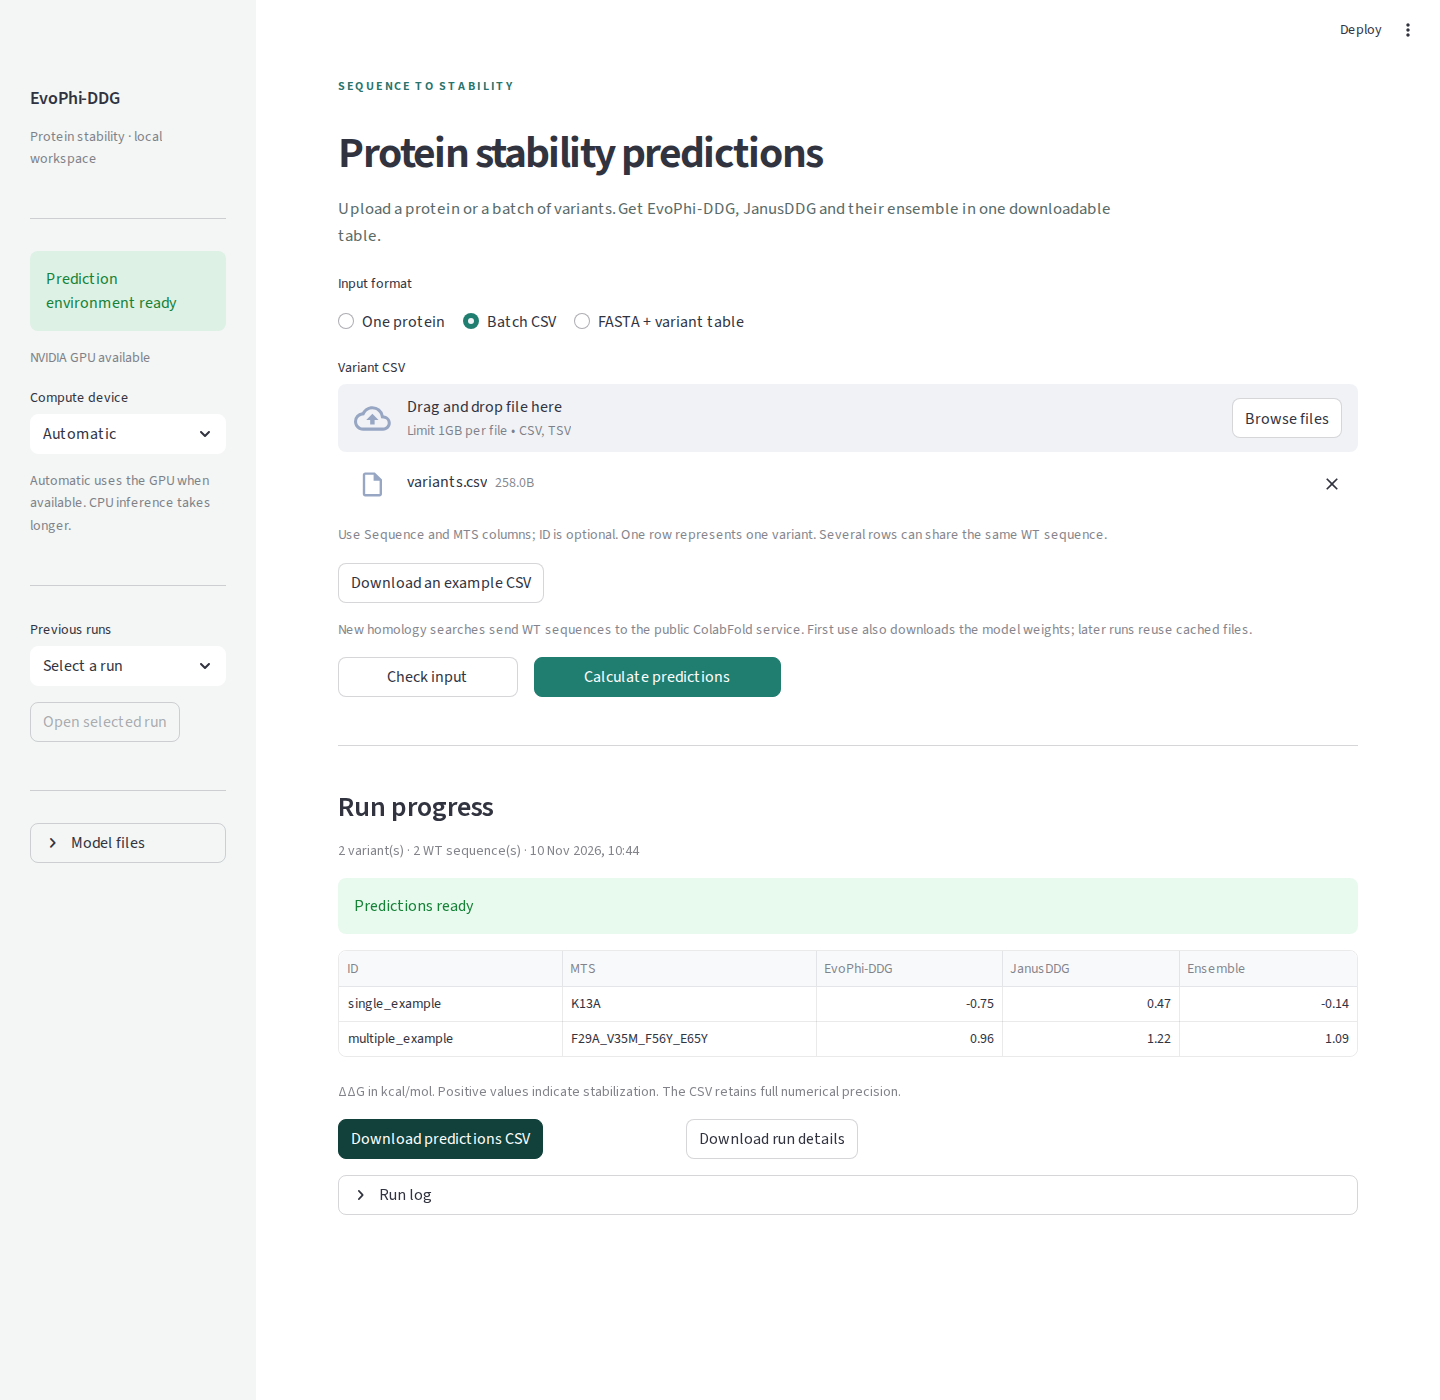 Deploy
EvoPhi-DDG
Protein stability · local
workspace
Prediction
environment ready
NVIDIA GPU available
Compute device
Automatic
Automatic uses the GPU when
available. CPU inference takes
longer.
Previous runs
Select a run
Open selected run
Model files
SEQUENCE TO STABILITY
Protein stability predictions
Upload a protein or a batch of variants. Get EvoPhi-DDG, JanusDDG and their ensemble in one downloadable
table.
Input format
One protein Batch CSV FASTA + variant table
Variant CSV
Drag and drop file here
Limit 1GB per file • CSV, TSV
Browse files
variants.csv 258.0B
Use Sequence and MTS columns; ID is optional. One row represents one variant. Several rows can share the same WT sequence.
Download an example CSV
New homology searches send WT sequences to the public ColabFold service. First use also downloads the model weights; later runs reuse cached files.
Check input Calculate predictions
Run progress
2 variant(s) · 2 WT sequence(s) · 10 Nov 2026, 10:44
Predictions ready
ID MTS EvoPhi-DDG JanusDDG Ensemble
single_example K13A -0.75 0.47 -0.14
multiple_example F29A_V35M_F56Y_E65Y 0.96 1.22 1.09
ΔΔG in kcal/mol. Positive values indicate stabilization. The CSV retains full numerical precision.
Download predictions CSV Download run details
Run log